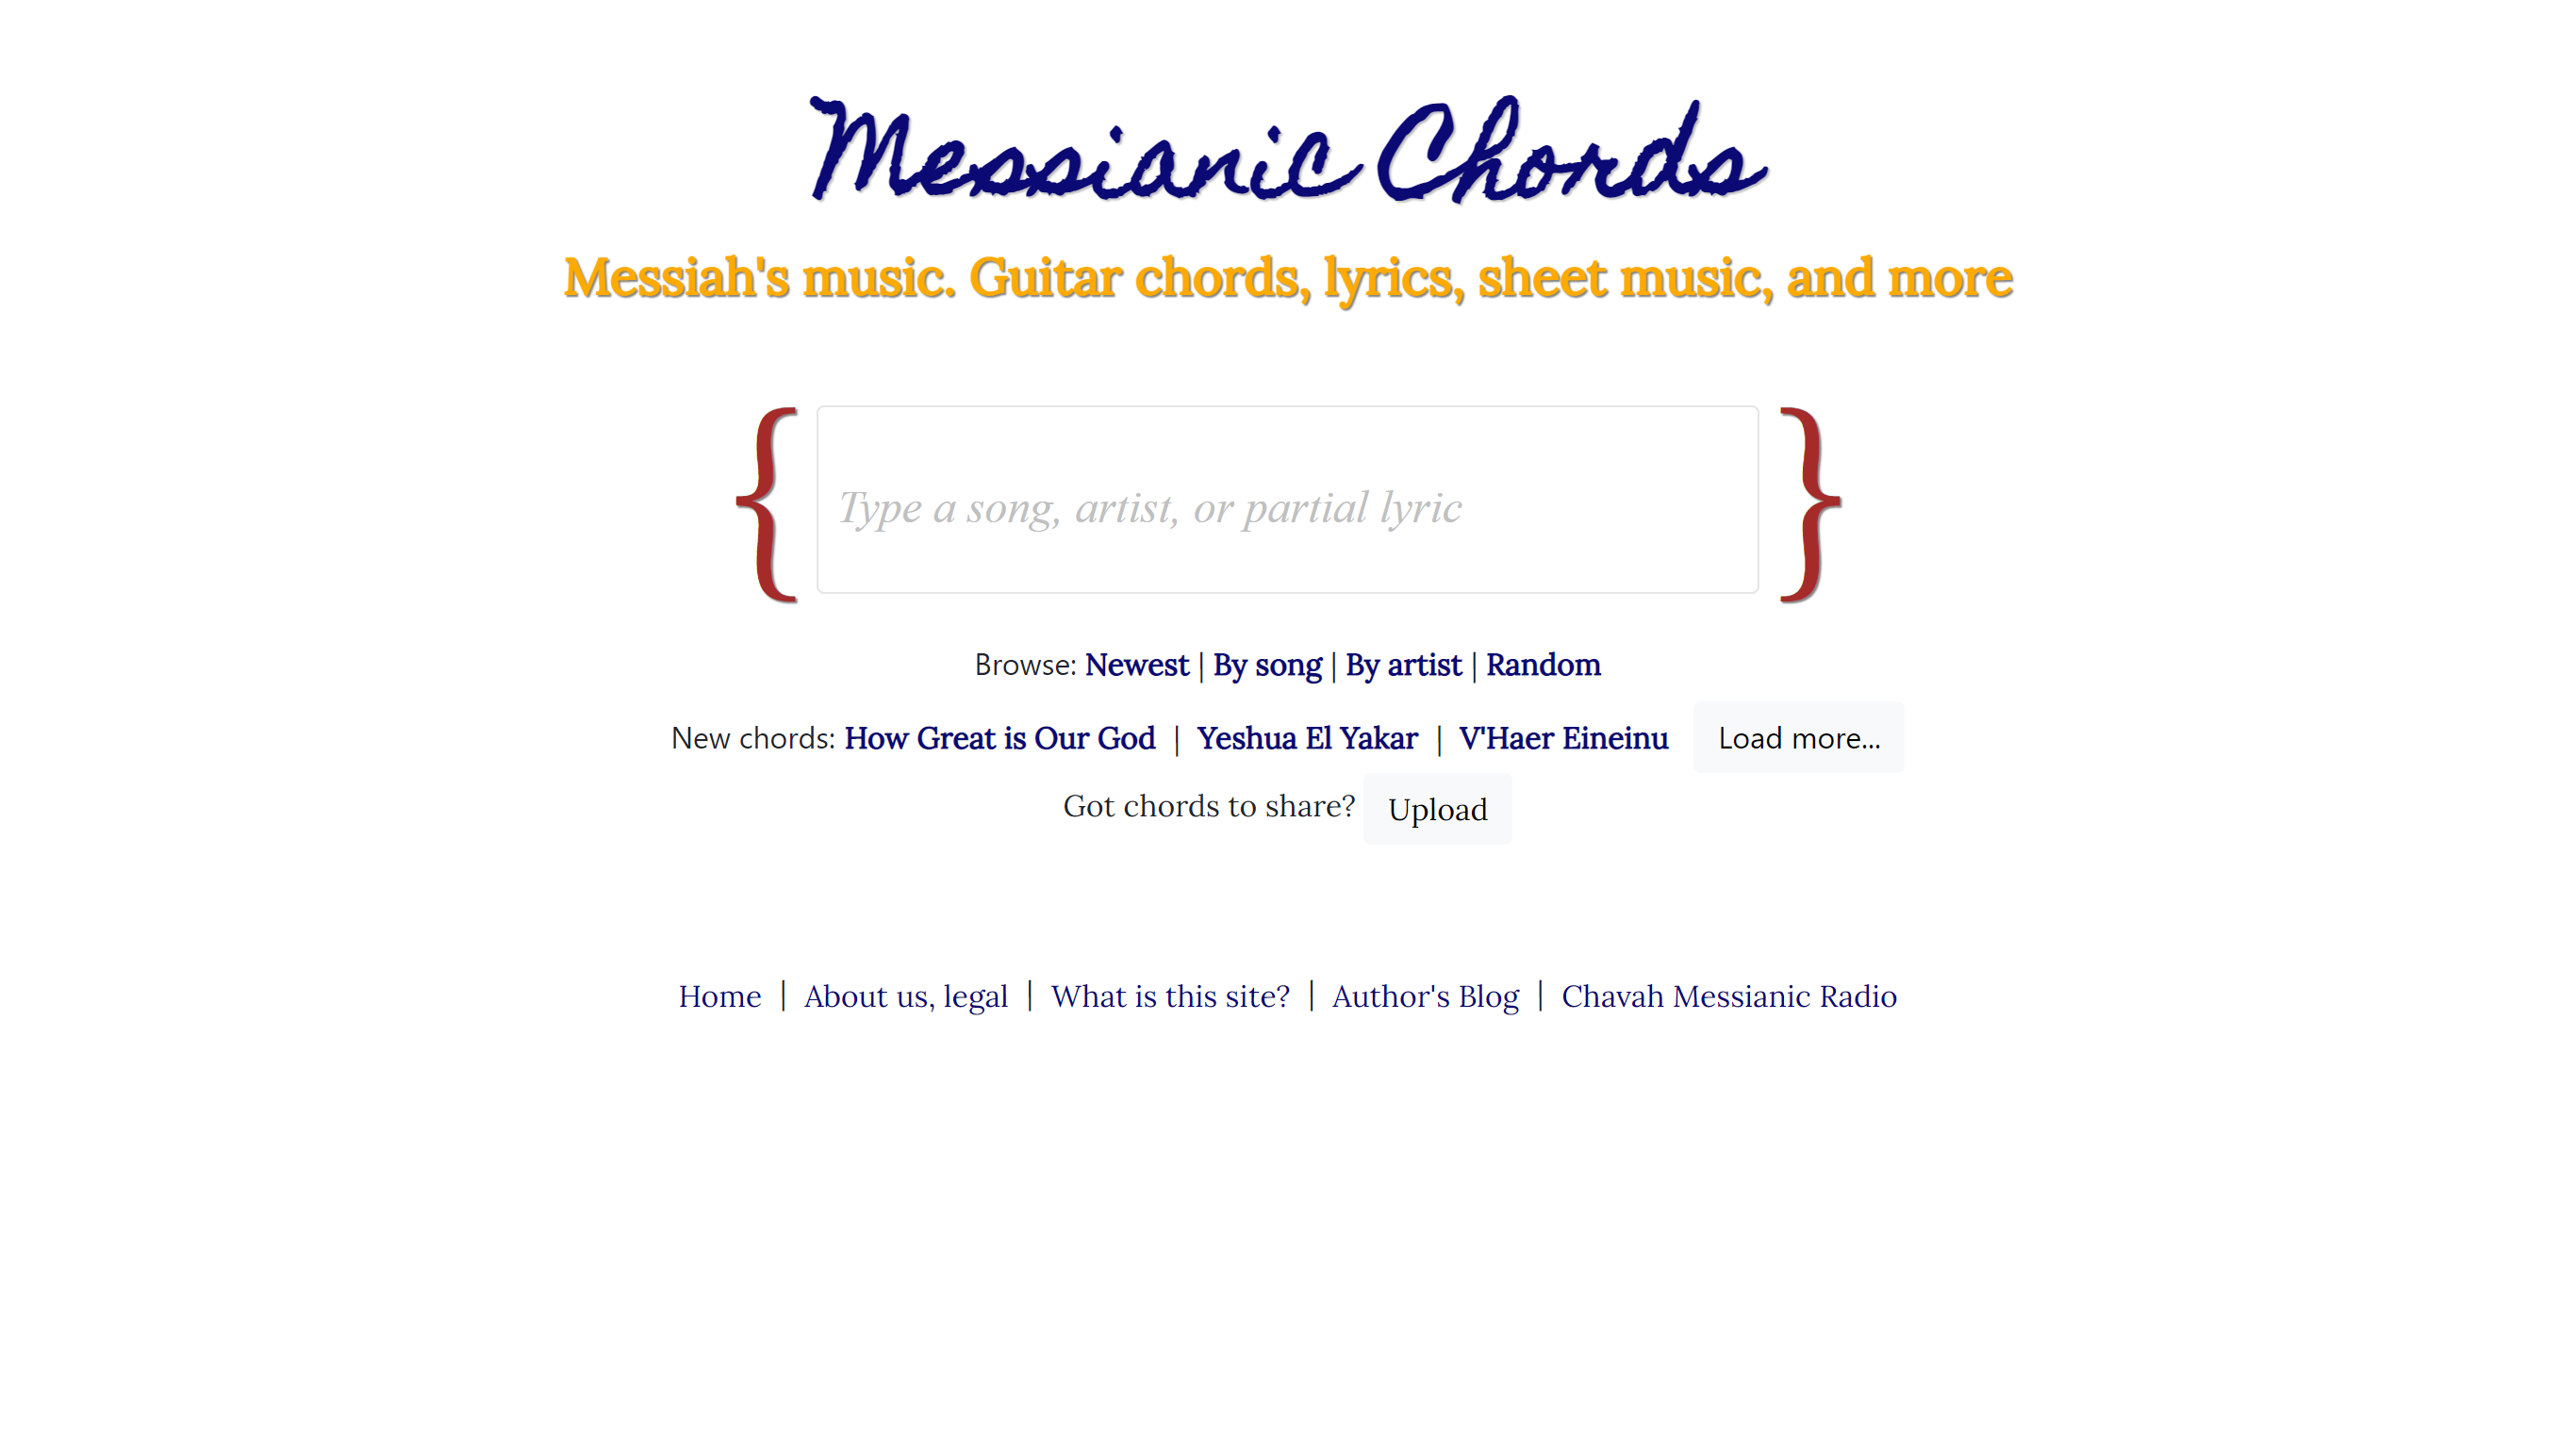 Messianic Chords
Messiah's music. Guitar chords, lyrics, sheet music, and more
{ Type a song, artist, or partial lyric }
Browse: Newest | By song | By artist | Random
New chords: How Great is Our God | Yeshua El Yakar | V'Haer Eineinu Load more...
Got chords to share? Upload
Home | About us, legal | What is this site? | Author's Blog | Chavah Messianic Radio